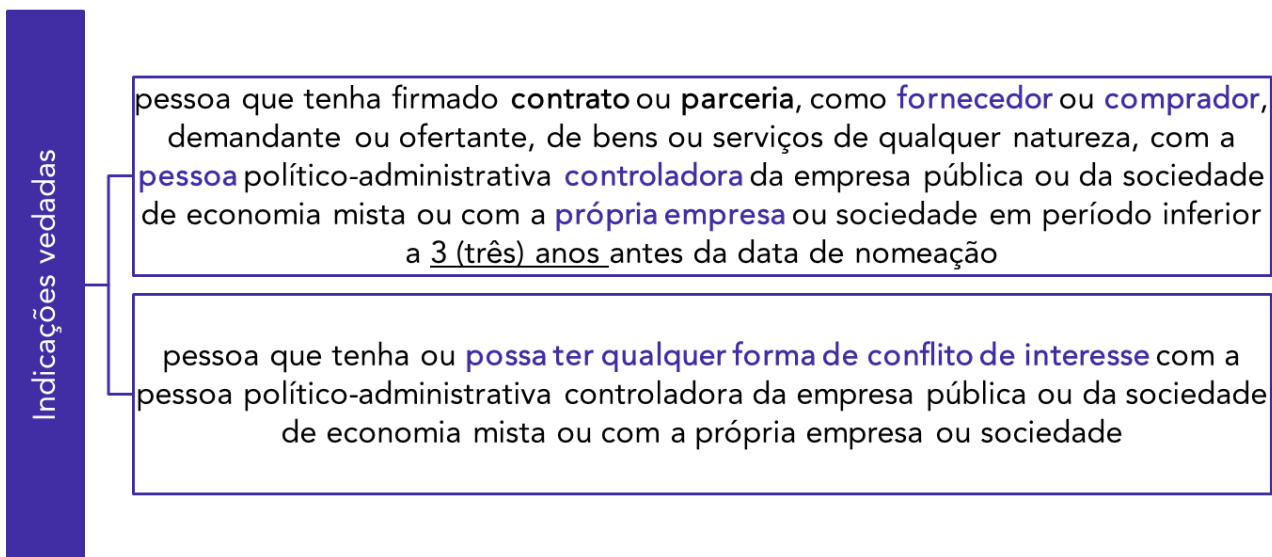 Indicações vedadas
pessoa que tenha firmado contrato ou parceria, como fornecedor ou comprador,
demandante ou ofertante, de bens ou serviços de qualquer natureza, com a
pessoa político-administrativa controladora da empresa pública ou da sociedade
de economia mista ou com a própria empresa ou sociedade em período inferior
a 3 (três) anos antes da data de nomeação
pessoa que tenha ou possa ter qualquer forma de conflito de interesse com a
pessoa político-administrativa controladora da empresa pública ou da sociedade
de economia mista ou com a própria empresa ou sociedade